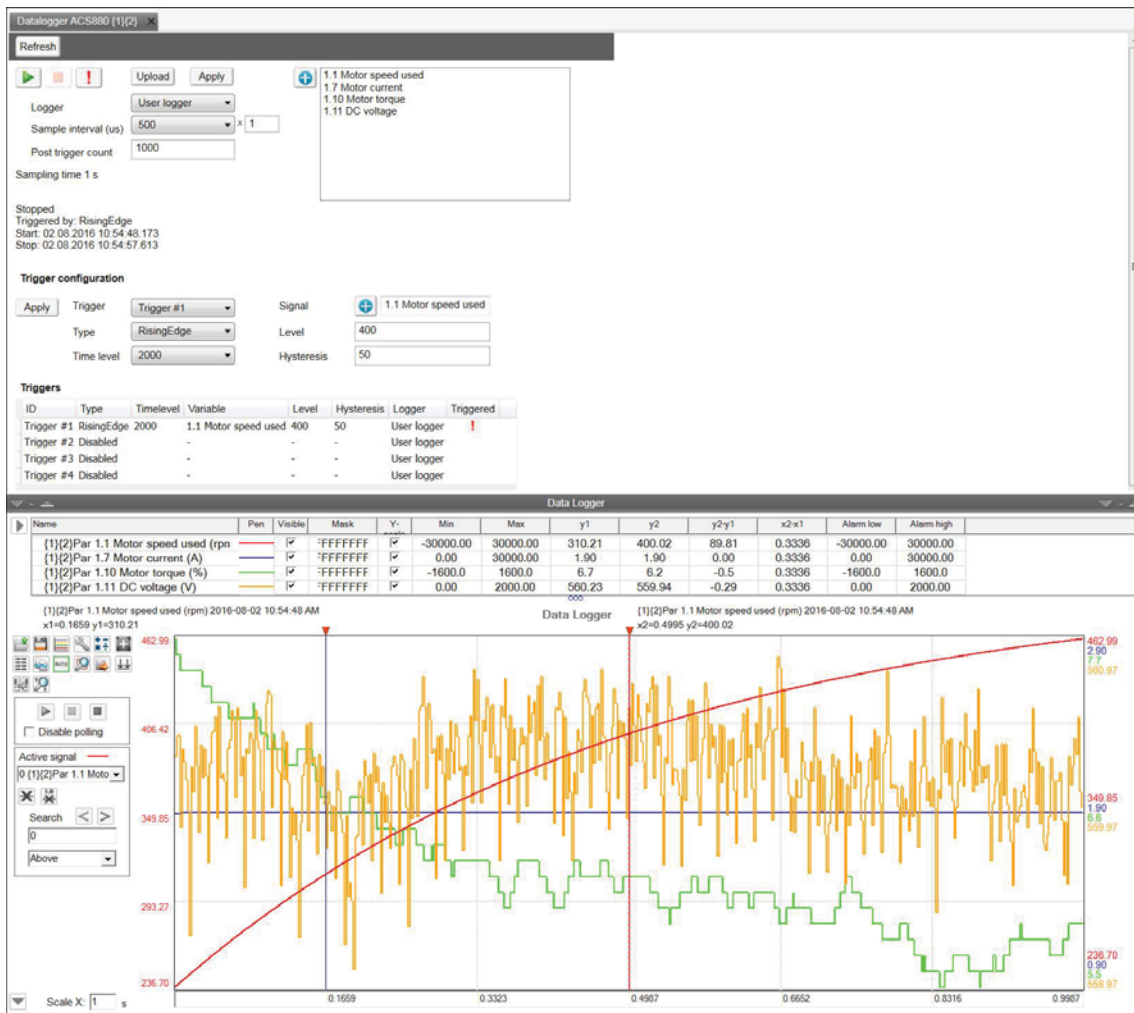 Datalogger ACS880 {1}{2} X
Refresh
Upload Apply
1.1 Motor speed used
1.7 Motor current
1.10 Motor torque
1.11 DC voltage
Logger User logger
Sample interval (us) 500 x 1
Post trigger count 1000
Sampling time 1 s
Stopped
Triggered by: RisingEdge
Start: 02.08.2016 10:54:48.173
Stop: 02.08.2016 10:54:57.613
Trigger configuration
Apply Trigger Trigger #1 Signal 1.1 Motor speed used
Type RisingEdge Level 400
Time level 2000 Hysteresis 50
Triggers
ID Type Timelevel Variable Level Hysteresis Logger Triggered
Trigger #1 RisingEdge 2000 1.1 Motor speed used 400 50 User logger !
Trigger #2 Disabled - - - User logger
Trigger #3 Disabled - - - User logger
Trigger #4 Disabled - - - User logger
Data Logger
Name Pen Visible Mask Y- Min Max y1 y2 y2-y1 x2-x1 Alarm low Alarm high
{1}{2}Par 1.1 Motor speed used (rpn FFFFFFF -30000.00 30000.00 310.21 400.02 89.81 0.3336 -30000.00 30000.00
{1}{2}Par 1.7 Motor current (A) FFFFFFF 0.00 30000.00 1.90 1.90 0.00 0.3336 0.00 30000.00
{1}{2}Par 1.10 Motor torque (%) FFFFFFF -1600.0 1600.0 6.7 6.2 -0.5 0.3336 -1600.0 1600.0
{1}{2}Par 1.11 DC voltage (V) FFFFFFF 0.00 2000.00 560.23 559.94 -0.29 0.3336 0.00 2000.00
{1}{2}Par 1.1 Motor speed used (rpm) 2016-08-02 10:54:48 AM
x1=0.1659 y1=310.21
Data Logger
{1}{2}Par 1.1 Motor speed used (rpm) 2016-08-02 10:54:48 AM
x2=0.4995 y2=400.02
AUTO
Disable polling
Active signal
0 {1}{2}Par 1.1 Moto
Search < >
0
Above
462.99
406.42
349.85
293.27
236.70
462.99
2.90
7.7
560.97
349.85
1.90
6.6
559.97
236.70
0.90
5.5
558.97
0.1659 0.3323 0.4987 0.6652 0.8316 0.9987
Scale X: 1 s